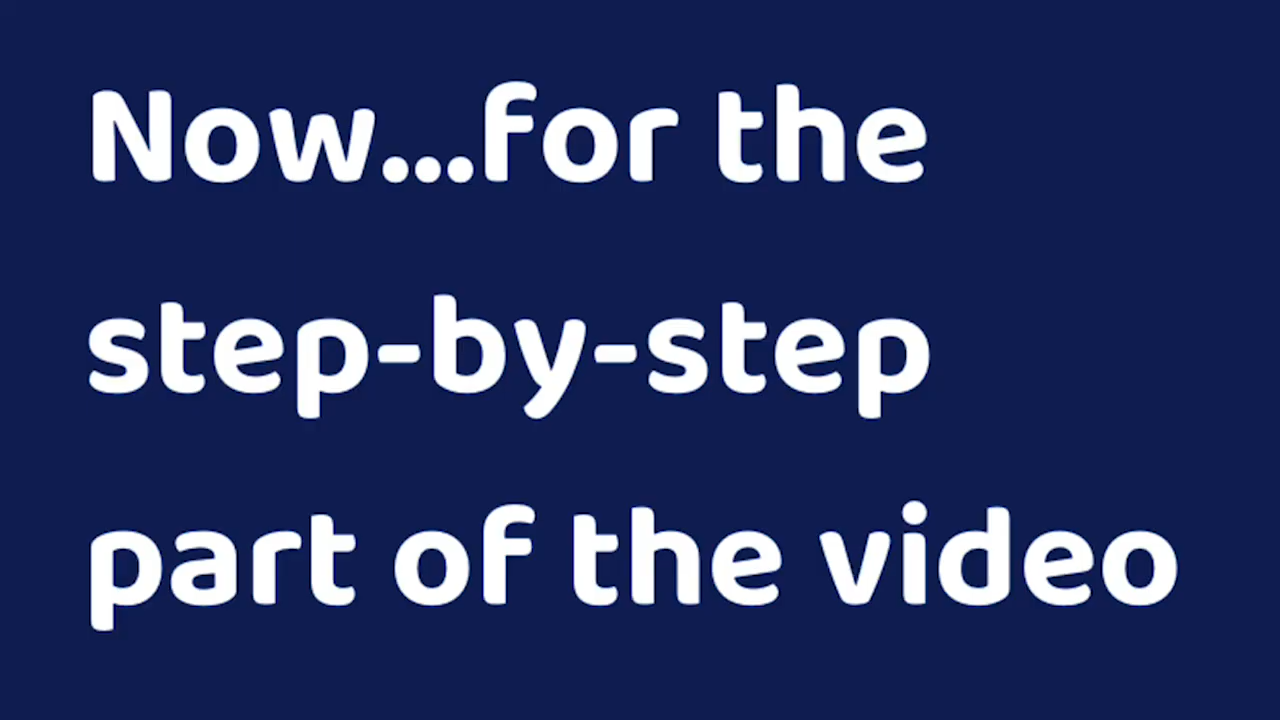 Now...for the
step-by-step
part of the video